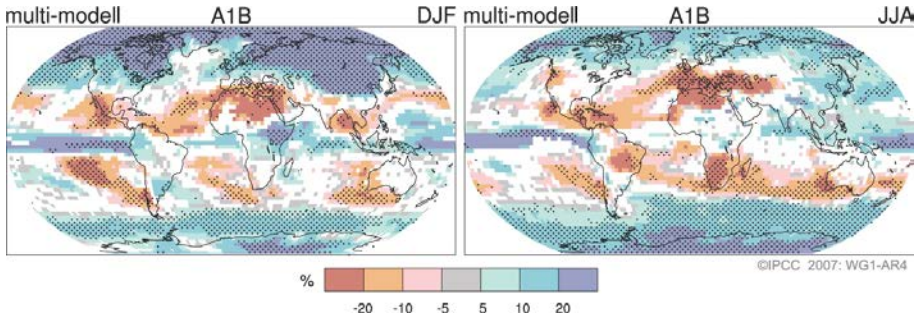 multi-modell A1B DJF
multi-modell A1B JJA
©IPCC 2007: WG1-AR4
%
-20 -10 -5 5 10 20